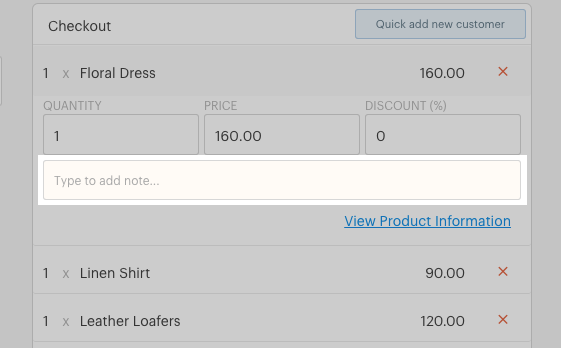 Checkout
Quick add new customer
1 x Floral Dress 160.00 ×
QUANTITY PRICE DISCOUNT (%)
1 160.00 0
Type to add note...
View Product Information
1 x Linen Shirt 90.00 ×
1 x Leather Loafers 120.00 ×